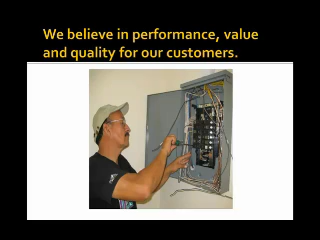 We believe in performance, value
and quality for our customers.